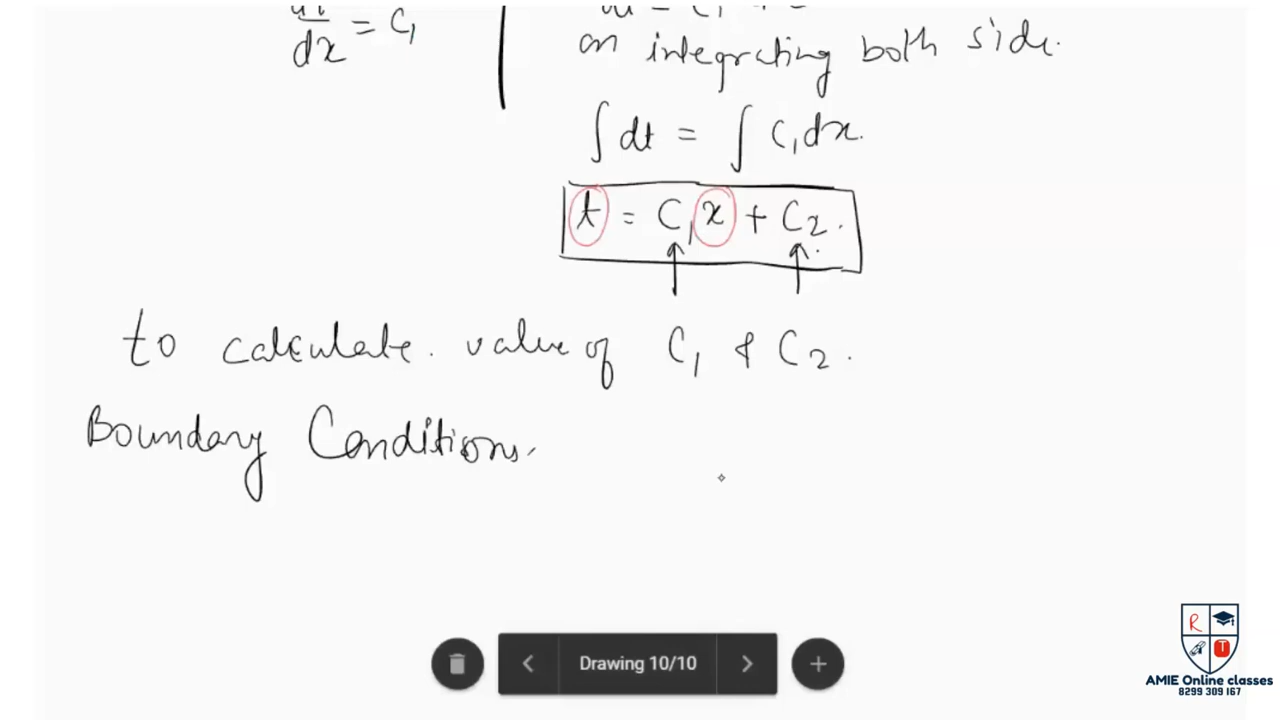 dx = C₁
on integrating both side.
∫ dt = ∫ C₁dx.
t = C₁x + C₂.
to calculate. value of C₁ & C₂.
Boundary Conditions.
Drawing 10/10
R
T
AMIE Online classes
8299 309 167